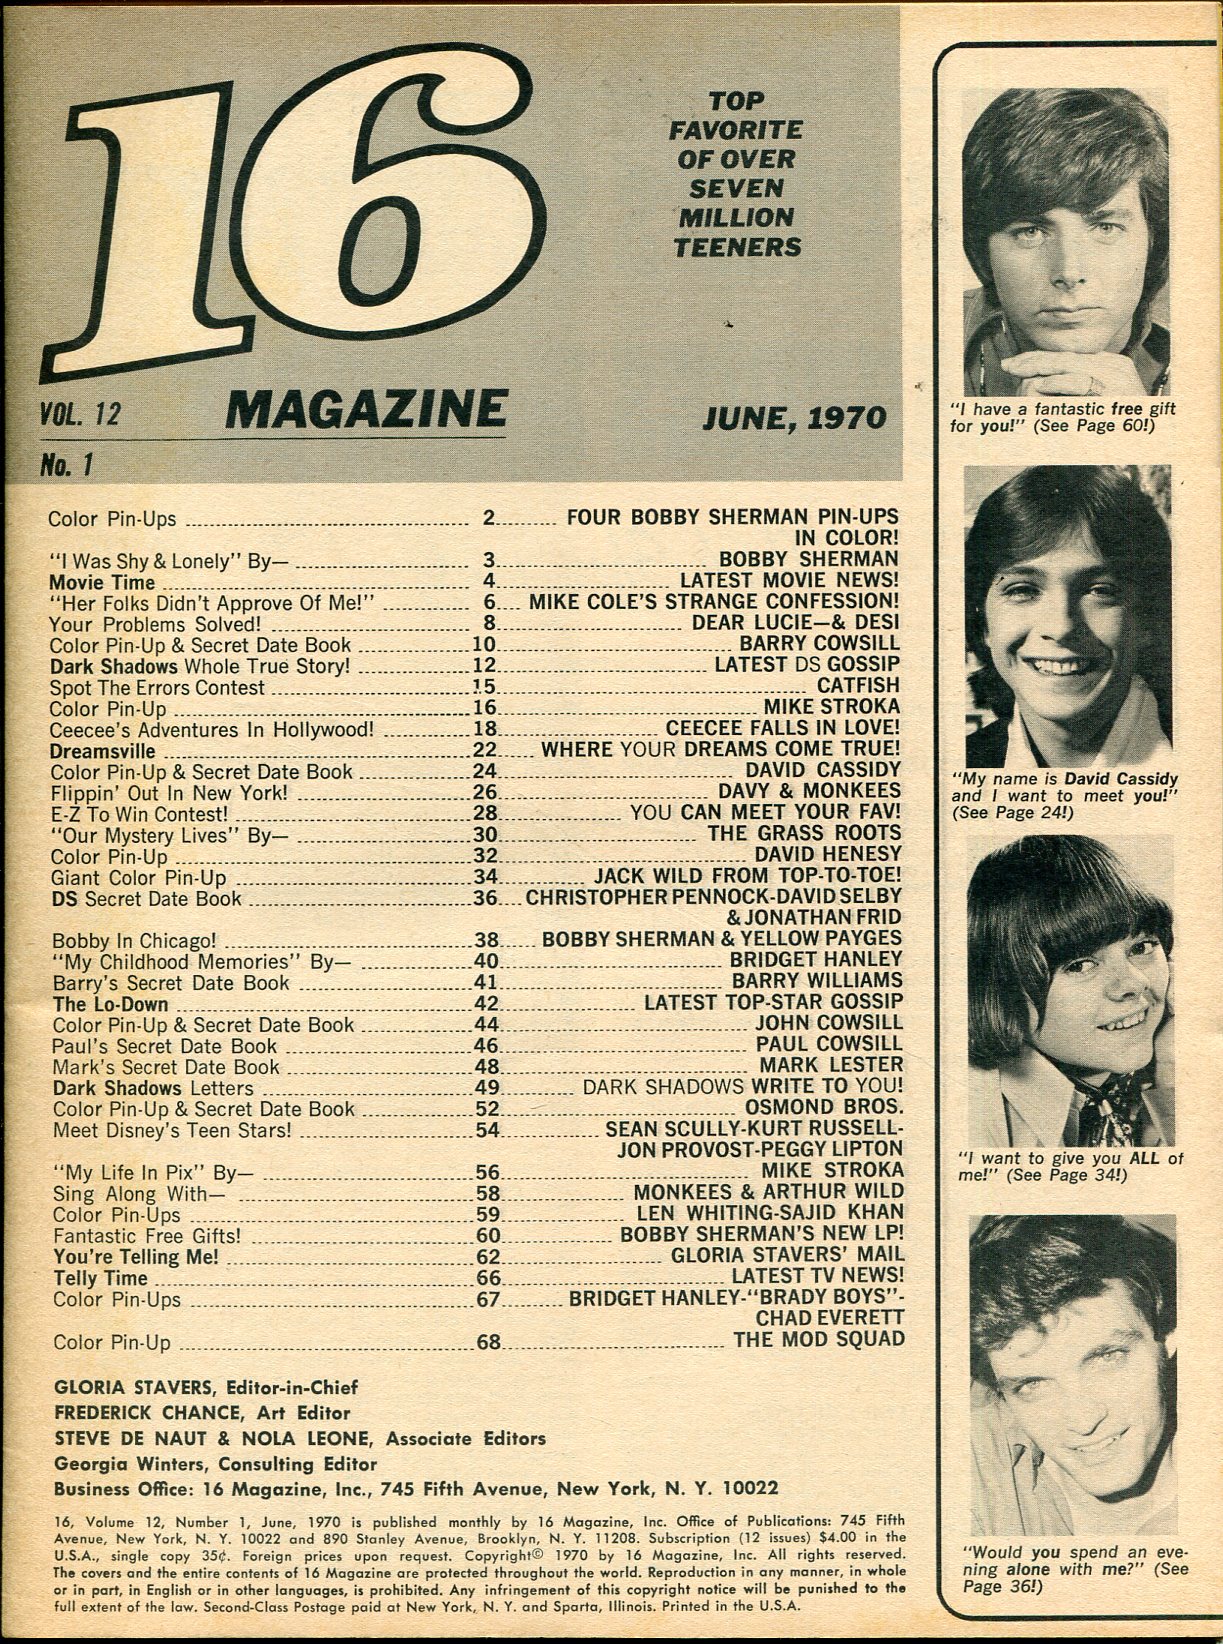 16
TOP
FAVORITE
OF OVER
SEVEN
MILLION
TEENERS
VOL. 12
MAGAZINE
JUNE, 1970
No. 1
Color Pin-Ups 2 FOUR BOBBY SHERMAN PIN-UPS
IN COLOR!
"I Was Shy & Lonely" By— 3 BOBBY SHERMAN
Movie Time 4 LATEST MOVIE NEWS!
"Her Folks Didn't Approve Of Me!" 6 MIKE COLE'S STRANGE CONFESSION!
Your Problems Solved! 8 DEAR LUCIE—& DESI
Color Pin-Up & Secret Date Book 10 BARRY COWSILL
Dark Shadows Whole True Story! 12 LATEST DS GOSSIP
Spot The Errors Contest 15 CATFISH
Color Pin-Up 16 MIKE STROKA
Ceecee's Adventures In Hollywood! 18 CEECEE FALLS IN LOVE!
Dreamsville 22 WHERE YOUR DREAMS COME TRUE!
Color Pin-Up & Secret Date Book 24 DAVID CASSIDY
Flippin' Out In New York! 26 DAVY & MONKEES
E-Z To Win Contest! 28 YOU CAN MEET YOUR FAV!
"Our Mystery Lives" By— 30 THE GRASS ROOTS
Color Pin-Up 32 DAVID HENESY
Giant Color Pin-Up 34 JACK WILD FROM TOP-TO-TOE!
DS Secret Date Book 36 CHRISTOPHER PENNOCK-DAVID SELBY
& JONATHAN FRID
Bobby In Chicago! 38 BOBBY SHERMAN & YELLOW PAYGES
"My Childhood Memories" By— 40 BRIDGET HANLEY
Barry's Secret Date Book 41 BARRY WILLIAMS
The Lo-Down 42 LATEST TOP-STAR GOSSIP
Color Pin-Up & Secret Date Book 44 JOHN COWSILL
Paul's Secret Date Book 46 PAUL COWSILL
Mark's Secret Date Book 48 MARK LESTER
Dark Shadows Letters 49 DARK SHADOWS WRITE TO YOU!
Color Pin-Up & Secret Date Book 52 OSMOND BROS.
Meet Disney's Teen Stars! 54 SEAN SCULLY-KURT RUSSELL-
JON PROVOST-PEGGY LIPTON
"My Life In Pix" By— 56 MIKE STROKA
Sing Along With— 58 MONKEES & ARTHUR WILD
Color Pin-Ups 59 LEN WHITING-SAJID KHAN
Fantastic Free Gifts! 60 BOBBY SHERMAN'S NEW LP!
You're Telling Me! 62 GLORIA STAVERS' MAIL
Telly Time 66 LATEST TV NEWS!
Color Pin-Ups 67 BRIDGET HANLEY-"BRADY BOYS"-
CHAD EVERETT
Color Pin-Up 68 THE MOD SQUAD
GLORIA STAVERS, Editor-in-Chief
FREDERICK CHANCE, Art Editor
STEVE DE NAUT & NOLA LEONE, Associate Editors
Georgia Winters, Consulting Editor
Business Office: 16 Magazine, Inc., 745 Fifth Avenue, New York, N. Y. 10022
16, Volume 12, Number 1, June, 1970 is published monthly by 16 Magazine, Inc. Office of Publications: 745 Fifth
Avenue, New York, N. Y. 10022 and 890 Stanley Avenue, Brooklyn, N. Y. 11208. Subscription (12 issues) $4.00 in the
U.S.A., single copy 35¢. Foreign prices upon request. Copyright© 1970 by 16 Magazine, Inc. All rights reserved.
The covers and the entire contents of 16 Magazine are protected throughout the world. Reproduction in any manner, in whole
or in part, in English or in other languages, is prohibited. Any infringement of this copyright notice will be punished to the
full extent of the law. Second-Class Postage paid at New York, N. Y. and Sparta, Illinois. Printed in the U.S.A.
"I have a fantastic free gift
for you!" (See Page 60!)
"My name is David Cassidy
and I want to meet you!"
(See Page 24!)
"I want to give you ALL of
me!" (See Page 34!)
"Would you spend an eve-
ning alone with me?" (See
Page 36!)